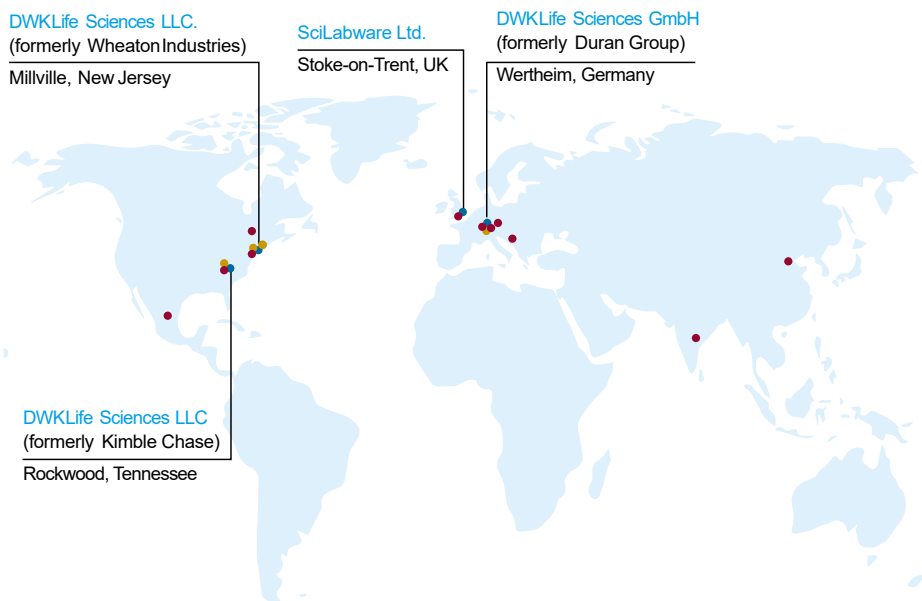 DWKLife Sciences LLC.
(formerly Wheaton Industries)
Millville, New Jersey
SciLabware Ltd.
Stoke-on-Trent, UK
DWKLife Sciences GmbH
(formerly Duran Group)
Wertheim, Germany
DWKLife Sciences LLC
(formerly Kimble Chase)
Rockwood, Tennessee